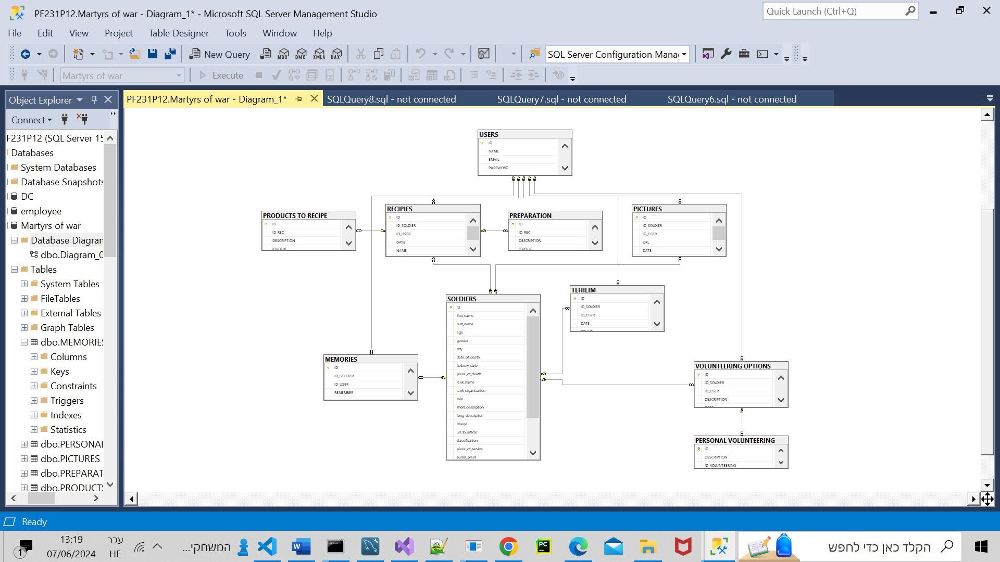 PF231P12.Martyrs of war - Diagram_1* - Microsoft SQL Server Management Studio
Quick Launch (Ctrl+Q)
File Edit View Project Table Designer Tools Window Help
New Query MDX DMX XMLA DAX SQL Server Configuration Mana
Martyrs of war Execute
Object Explorer
PF231P12.Martyrs of war - Diagram_1* SQLQuery8.sql - not connected SQLQuery7.sql - not connected SQLQuery6.sql - not connected
Connect
F231P12 (SQL Server 15
Databases
System Databases
Database Snapshots
DC
employee
Martyrs of war
Database Diagran
dbo.Diagram_0
Tables
System Tables
FileTables
External Tables
Graph Tables
dbo.MEMORIES
Columns
Keys
Constraints
Triggers
Indexes
Statistics
dbo.PERSONAL
dbo.PICTURES
dbo.PREPARAT
dbo.PRODUCTS
USERS
ID
NAME
EMAIL
PASSWORD
PRODUCTS TO RECIPE
ID
ID_REC
DESCRIPTION
[ORDER]
RECIPIES
ID
ID_SOLDIER
ID_USER
DATE
NAME
PREPARATION
ID
ID_REC
DESCRIPTION
[ORDER]
PICTURES
ID
ID_SOLDIER
ID_USER
URL
DATE
SOLDIERS
id
first_name
last_name
age
gender
city
date_of_death
hebrew_date
place_of_death
rank_name
rank_organization
role
short_description
long_description
image
url_to_article
classification
place_of_service
burial_place
TEHILIM
ID
ID_SOLDIER
ID_USER
DATE
MEMORIES
ID
ID_SOLDIER
ID_USER
REMEMBER
VOLUNTEERING OPTIONS
ID
ID_SOLDIER
ID_USER
DESCRIPTION
PERSONAL VOLUNTEERING
ID
DESCRIPTION
ID_VOLUNTEERING
Ready
1
13:19
07/06/2024
עבר
HE
המשחקי...
W
PC
הקלד כאן כדי לחפש